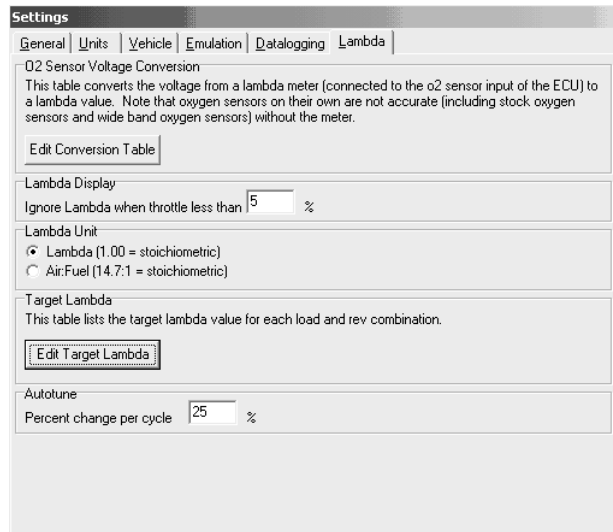 Settings
General Units Vehicle Emulation Datalogging Lambda
O2 Sensor Voltage Conversion
This table converts the voltage from a lambda meter (connected to the o2 sensor input of the ECU) to
a lambda value. Note that oxygen sensors on their own are not accurate (including stock oxygen
sensors and wide band oxygen sensors) without the meter.
Edit Conversion Table
Lambda Display
Ignore Lambda when throttle less than 5 %
Lambda Unit
Lambda (1.00 = stoichiometric)
Air:Fuel (14.7:1 = stoichiometric)
Target Lambda
This table lists the target lambda value for each load and rev combination.
Edit Target Lambda
Autotune
Percent change per cycle 25 %